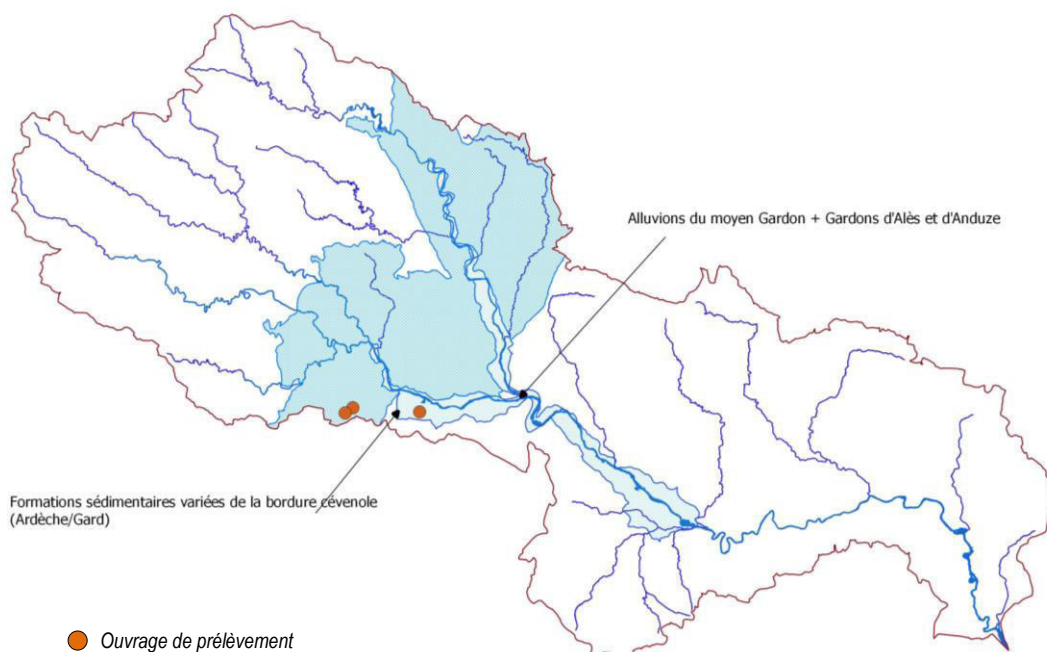 Alluvions du moyen Gardon + Gardons d'Alès et d'Anduze
Formations sédimentaires variées de la bordure cévenole
(Ardèche/Gard)
Ouvrage de prélèvement